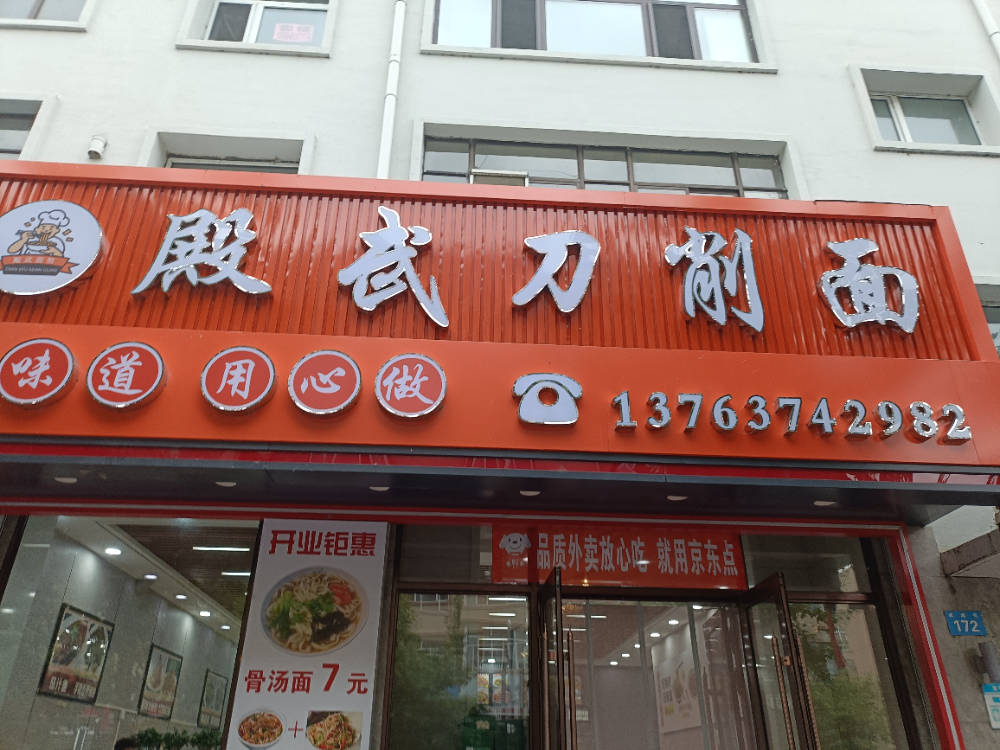 殿武刀削面
味道 用心做
13763742982
开业钜惠
骨汤面7元
+
品质外卖放心吃 就用京东点
172